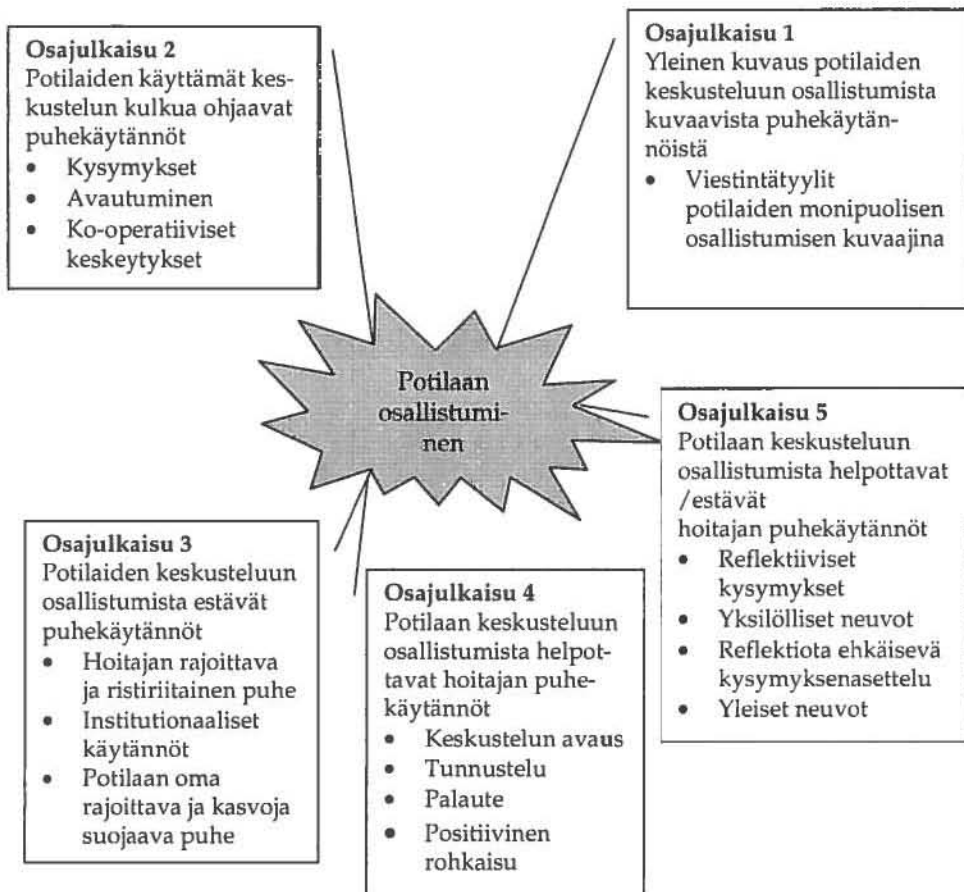 Osajulkaisu 2
Potilaiden käyttämät kes-
kustelun kulkua ohjaavat
puhekäytännöt
• Kysymykset
• Avautuminen
• Ko-operatiiviset
keskeytykset
Osajulkaisu 1
Yleinen kuvaus potilaiden
keskusteluun osallistumista
kuvaavista puhekäytän-
nöistä
• Viestintätyylit
potilaiden monipuolisen
osallistumisen kuvaajina
Potilaan
osallistumi-
nen
Osajulkaisu 5
Potilaan keskusteluun
osallistumista helpottavat
/estävät
hoitajan puhekäytännöt
• Reflektiiviset
kysymykset
• Yksilölliset neuvot
• Reflektiota ehkäisevä
kysymyksenasettelu
• Yleiset neuvot
Osajulkaisu 3
Potilaiden keskusteluun
osallistumista estävät
puhekäytännöt
• Hoitajan rajoittava
ja ristiriitainen puhe
• Institutionaaliset
käytännöt
• Potilaan oma
rajoittava ja kasvoja
suojaava puhe
Osajulkaisu 4
Potilaan keskusteluun
osallistumista helpot-
tavat hoitajan puhe-
käytännöt
• Keskustelun avaus
• Tunnustelu
• Palaute
• Positiivinen
rohkaisu